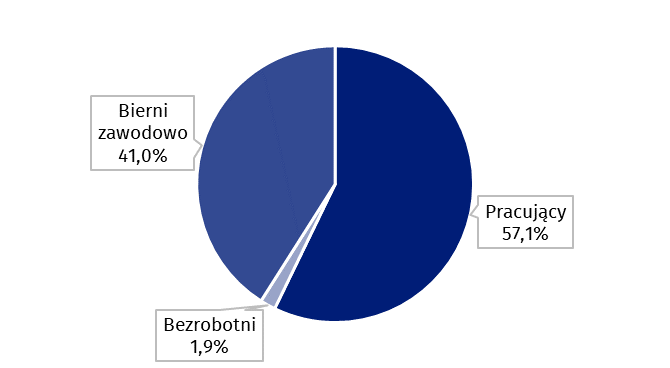 Bierni
zawodowo
41,0%
Pracujący
57,1%
Bezrobotni
1,9%